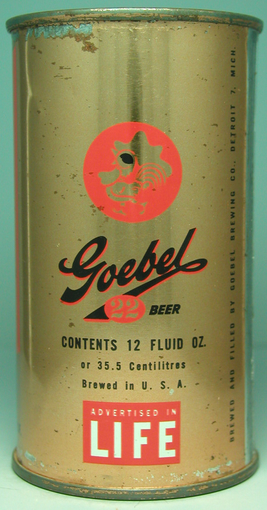 Goebel
22 BEER
CONTENTS 12 FLUID OZ.
or 35.5 Centilitres
Brewed in U. S. A.
ADVERTISED IN
LIFE
BREWED AND FILLED BY GOEBEL BREWING CO., DETROIT 7, MICH.